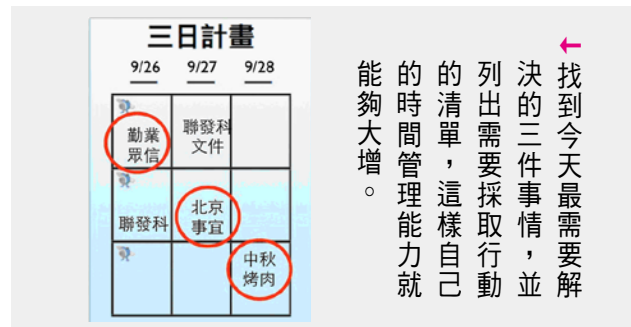 三日計畫
9/26 9/27 9/28
勤業
眾信
聯發科
文件
聯發科
北京
事宜
中秋
烤肉
←找到今天最需要解
決的三件事情，並
列出需要採取行動
的清單，這樣自己
的時間管理能力就
能夠大增。